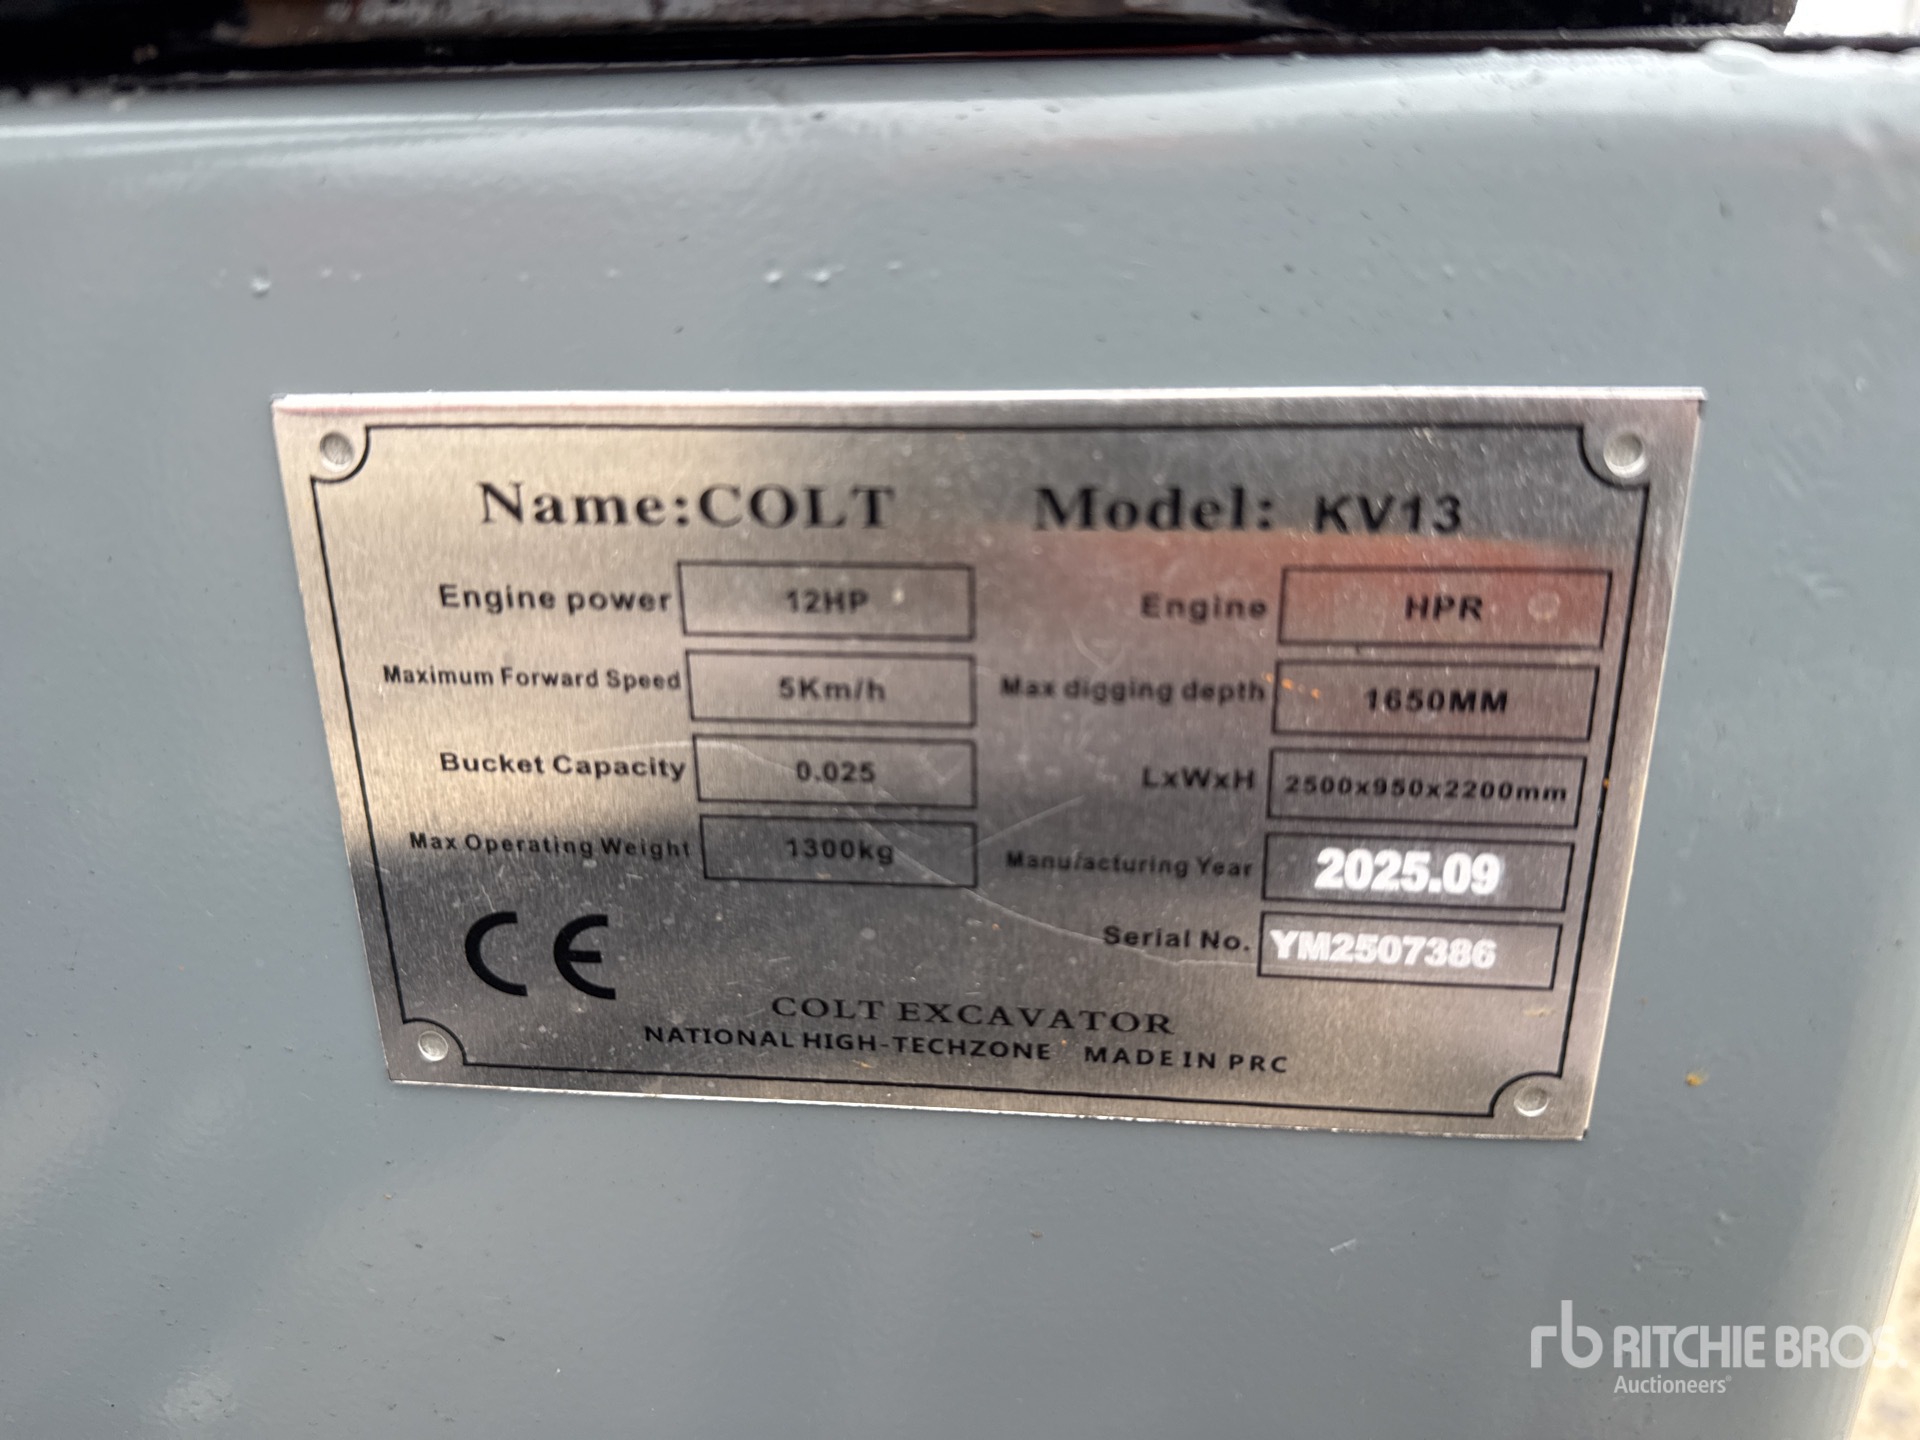 Name:COLT Model: KV13
Engine power 12HP Engine HPR
Maximum Forward Speed 5Km/h Max digging depth 1650MM
Bucket Capacity 0.025 LxWxH 2500x950x2200mm
Max Operating Weight 1300kg Manufacturing Year 2025.09
Serial No. YM2507386
CE
COLT EXCAVATOR
NATIONAL HIGH-TECHZONE MADE IN PRC
rb RITCHIE BROS.
Auctioneers